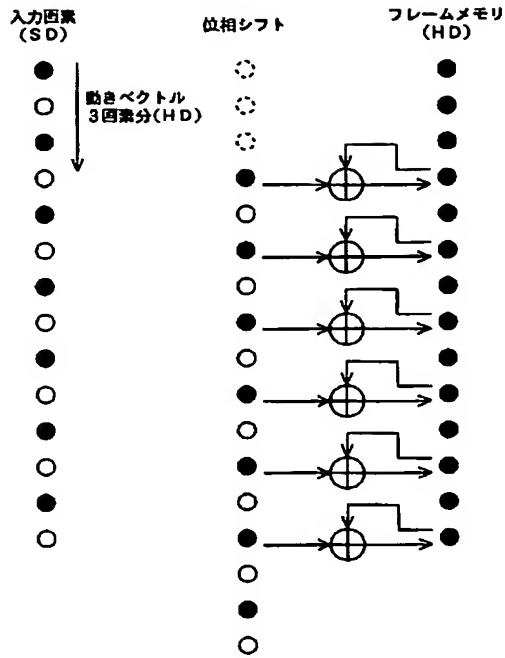 入力画素
(SD)
位相シフト
フレームメモリ
(HD)
動きベクトル
3画素分(HD)